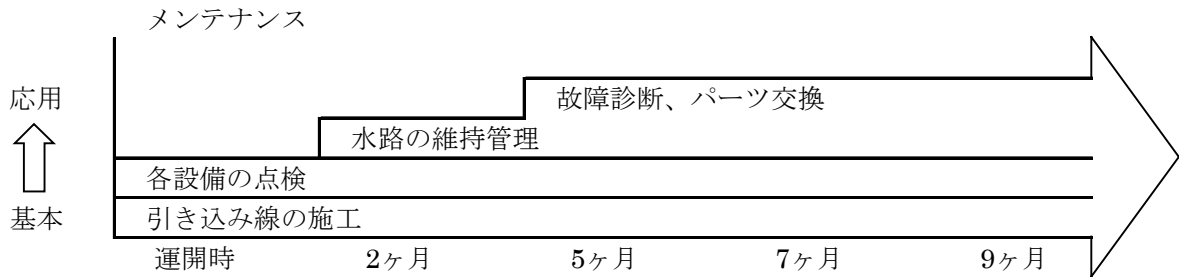 メンテナンス
応用
故障診断、パーツ交換
水路の維持管理
各設備の点検
基本
引き込み線の施工
運開時 2ヶ月 5ヶ月 7ヶ月 9ヶ月